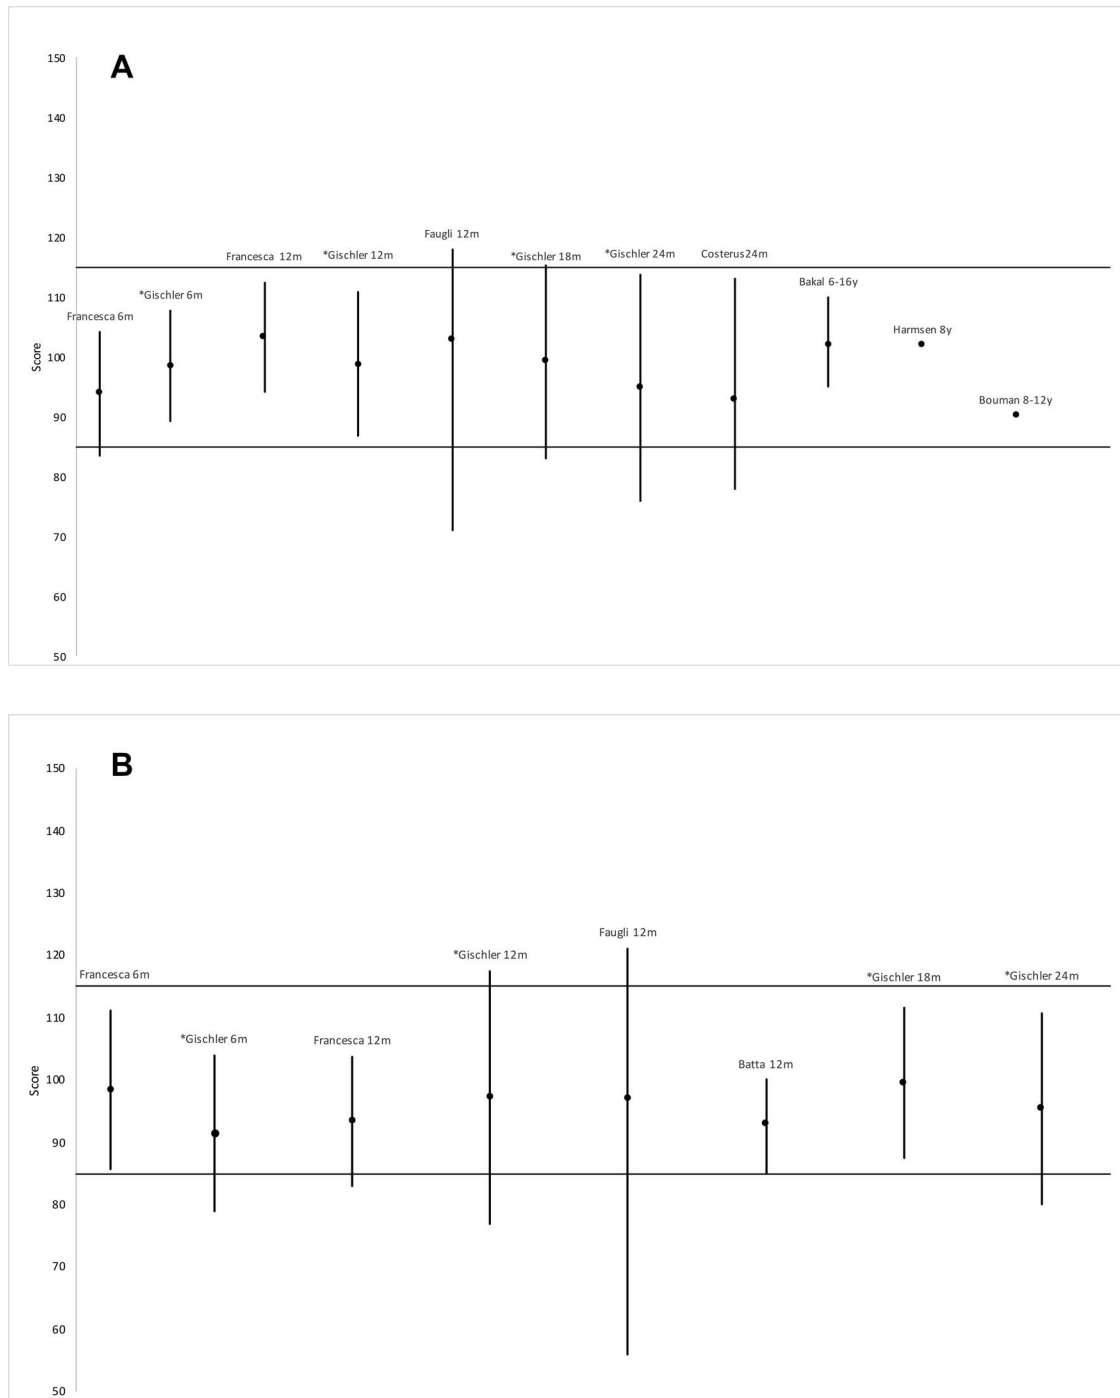 A
150
140
130
120
110
100
90
80
70
60
50
Score
Francesca 6m
*Gischler 6m
Francesca 12m
*Gischler 12m
Faugli 12m
*Gischler 18m
*Gischler 24m
Costerus24m
Bakal 6-16y
Harmsen 8y
Bouman 8-12y
B
150
140
130
120
110
100
90
80
70
60
50
Score
Francesca 6m
*Gischler 6m
Francesca 12m
*Gischler 12m
Faugli 12m
Batta 12m
*Gischler 18m
*Gischler 24m